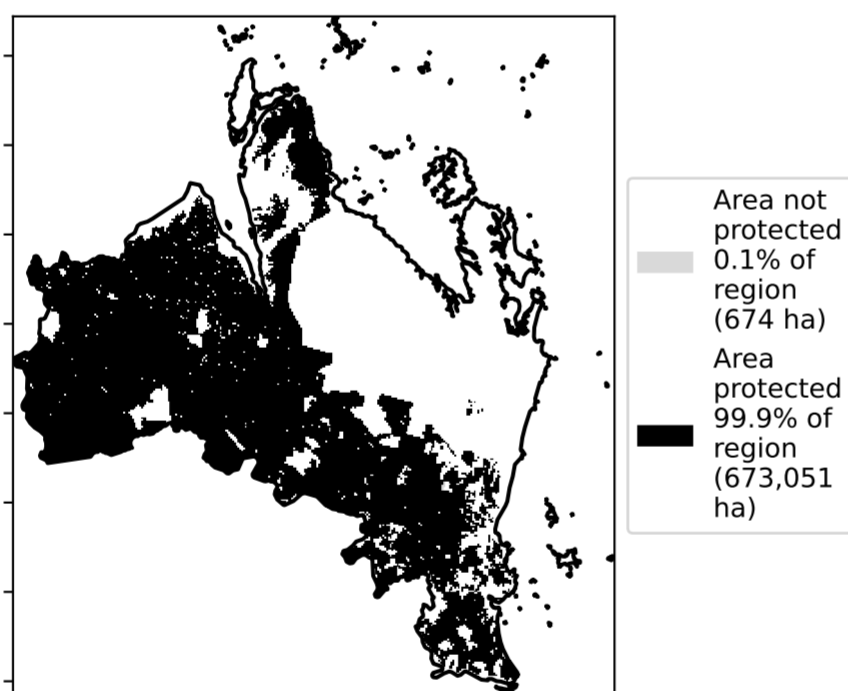 Area not
protected
0.1% of
region
(674 ha)
Area
protected
99.9% of
region
(673,051
ha)